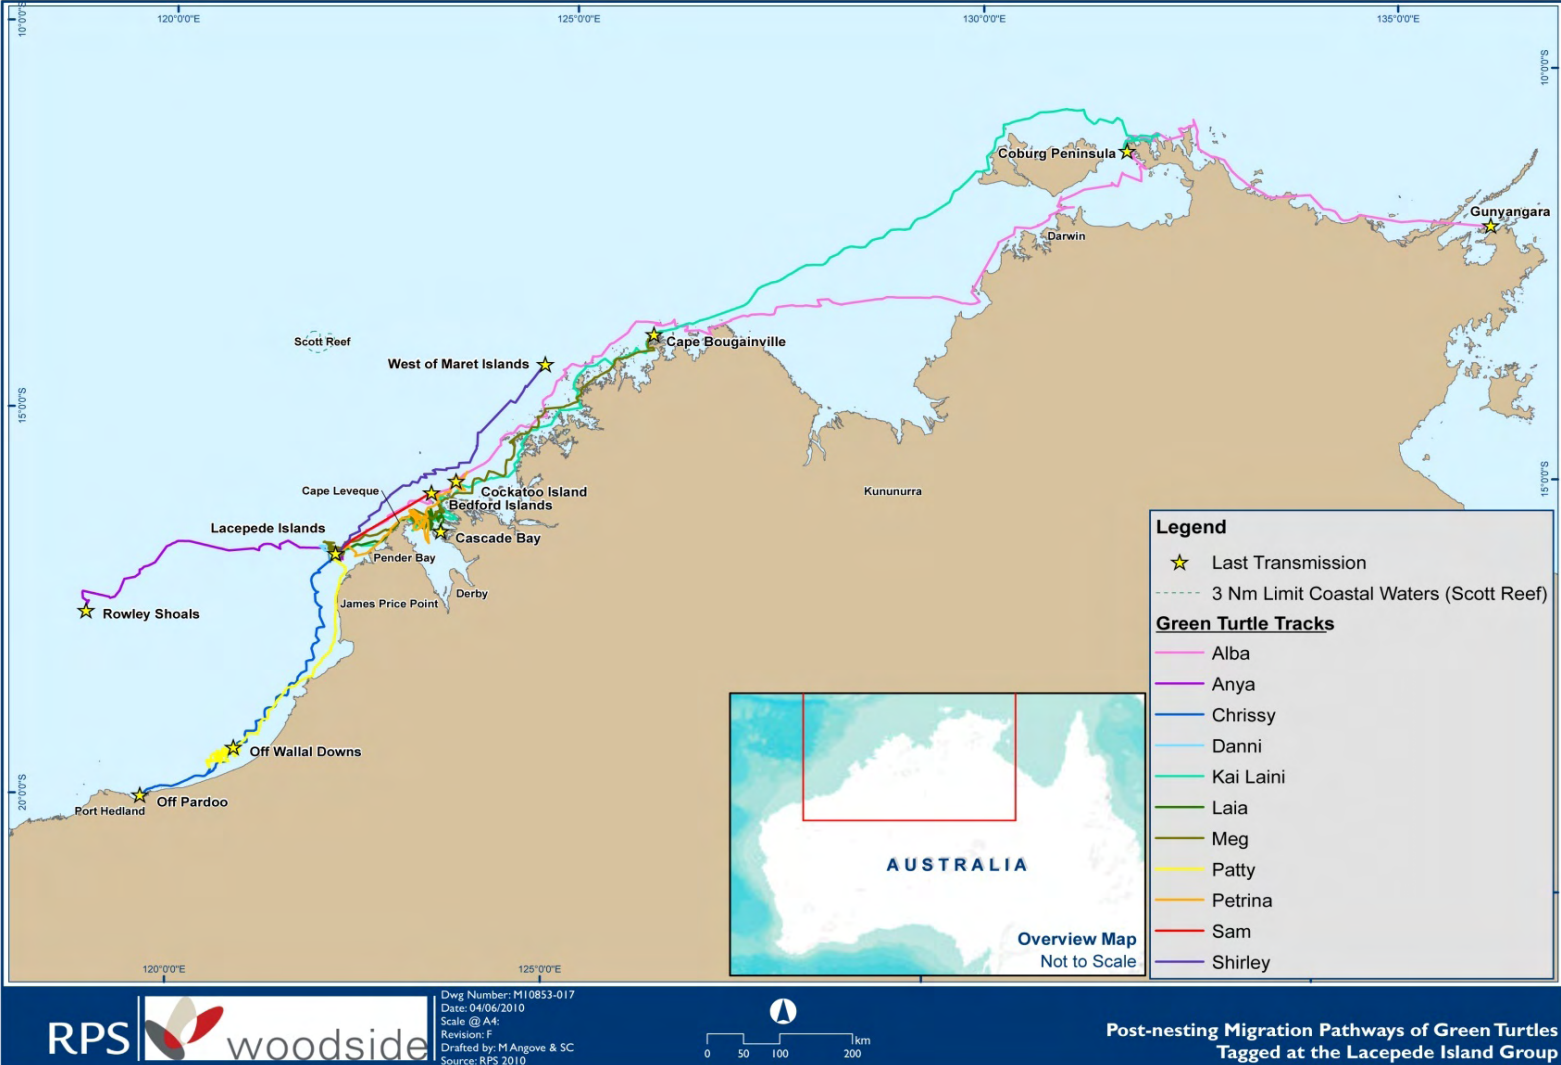 120°0'0"E
125°0'0"E
130°0'0"E
135°0'0"E
10°0'0"S
10°0'0"S
Coburg Peninsula
Gunyangara
Darwin
Scott Reef
Cape Bougainville
West of Maret Islands
15°0'0"S
15°0'0"S
Cape Leveque
Cockatoo Island
Kununurra
Bedford Islands
Lacepede Islands
Cascade Bay
Pender Bay
Derby
James Price Point
Rowley Shoals
Off Wallal Downs
20°0'0"S
Off Pardoo
Port Hedland
Legend
Last Transmission
3 Nm Limit Coastal Waters (Scott Reef)
Green Turtle Tracks
Alba
Anya
Chrissy
Danni
Kai Laini
Laia
Meg
Patty
Petrina
Sam
Shirley
AUSTRALIA
Overview Map
Not to Scale
120°0'0"E
125°0'0"E
RPS
woodside
Dwg Number: M10853-017
Date: 04/06/2010
Scale @ A4:
Revision: F
Drafted by: M Angove & SC
Source: RPS 2010
km
0 50 100 200
Post-nesting Migration Pathways of Green Turtles
Tagged at the Lacepede Island Group